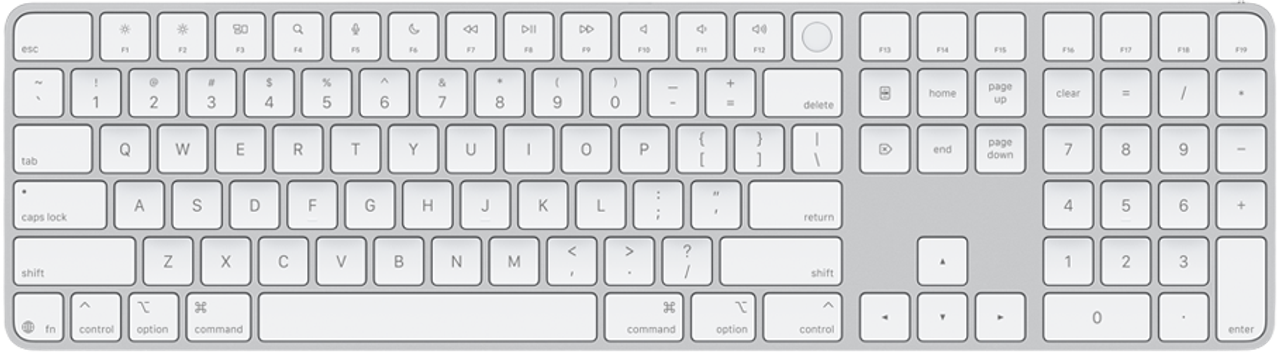 esc F1 F2 F3 F4 F5 F6 F7 F8 F9 F10 F11 F12 F13 F14 F15 F16 F17 F18 F19
~ ! @ # $ % ^ & * ( ) — +
` 1 2 3 4 5 6 7 8 9 0 - = delete home page up clear = / *
tab Q W E R T Y U I O P { [ } ] | \ end page down 7 8 9 −
caps lock A S D F G H J K L : ; " ' return 4 5 6 +
shift Z X C V B N M < , > . ? / shift ▲ 1 2 3
fn ^ control ⌥ option ⌘ command ⌘ command ⌥ option ^ control ◄ ▼ ► 0 . enter